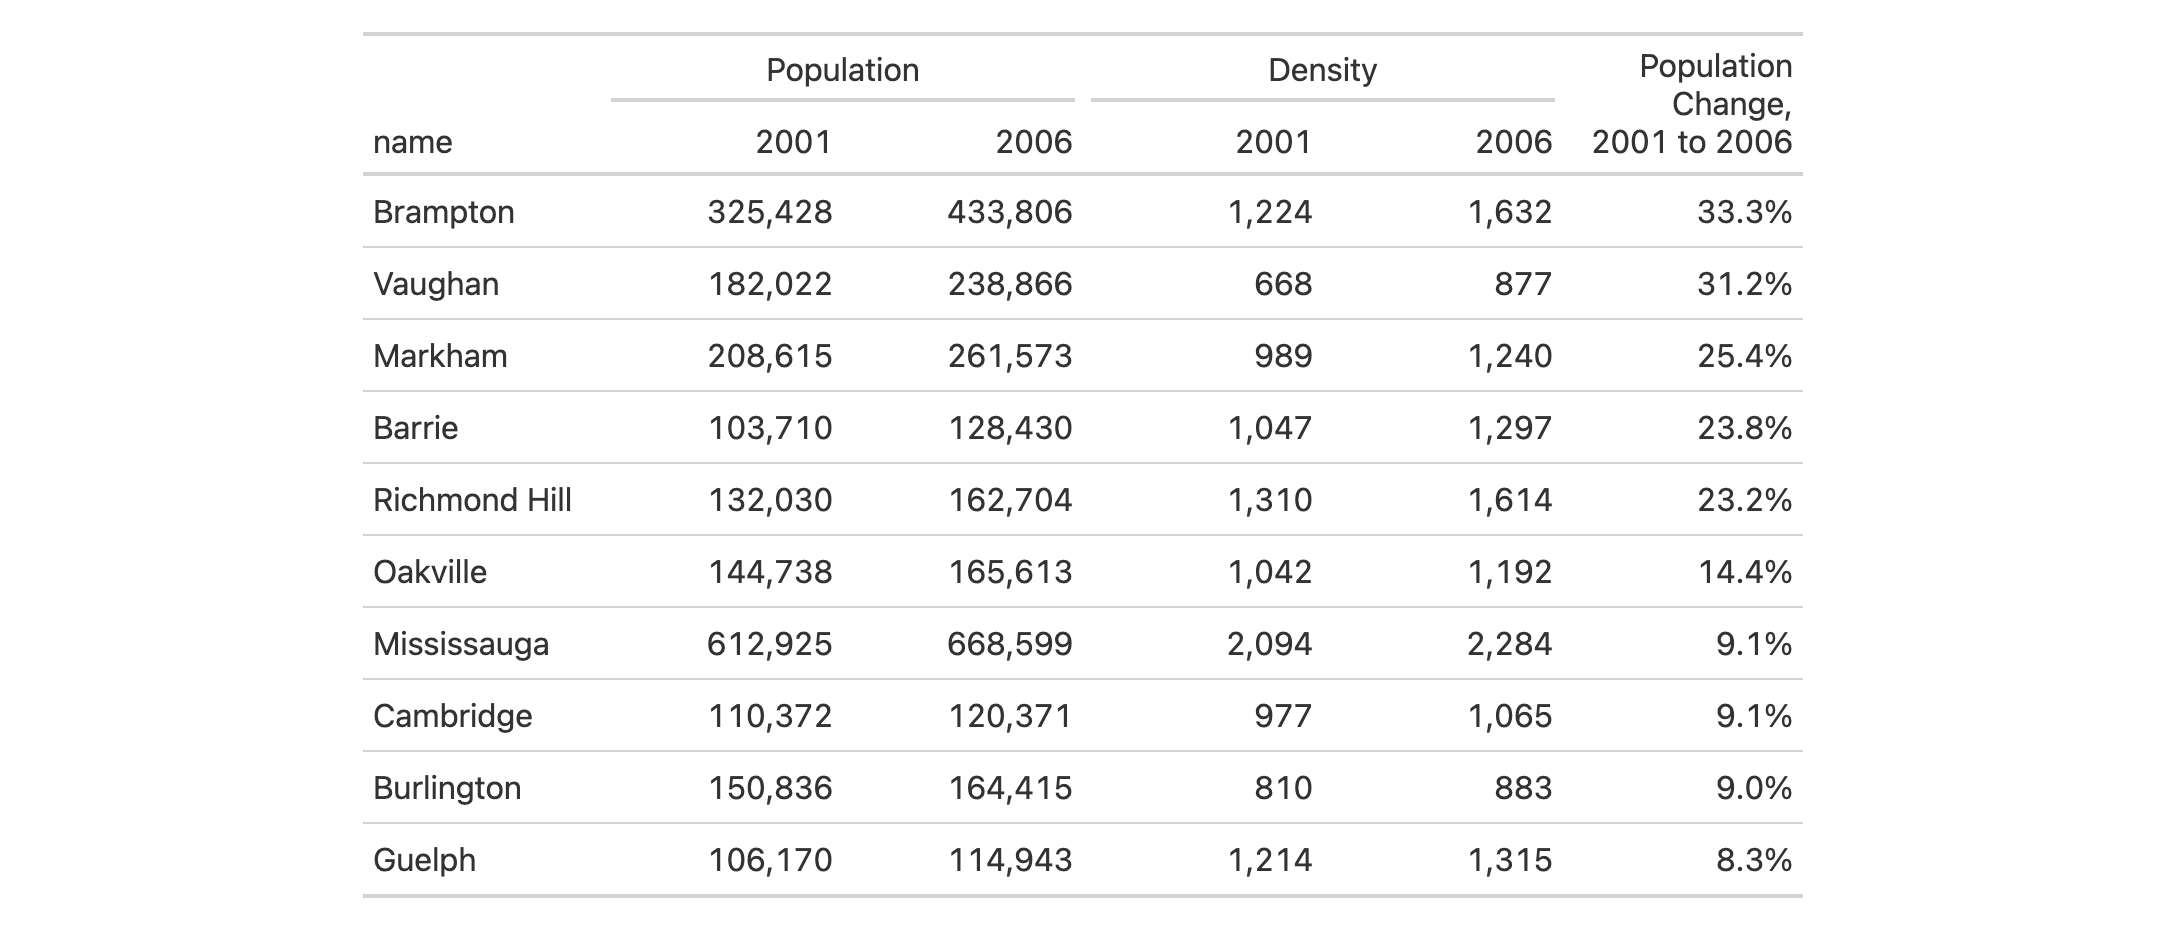 Population Density Population
Change,
name 2001 2006 2001 2006 2001 to 2006
Brampton 325,428 433,806 1,224 1,632 33.3%
Vaughan 182,022 238,866 668 877 31.2%
Markham 208,615 261,573 989 1,240 25.4%
Barrie 103,710 128,430 1,047 1,297 23.8%
Richmond Hill 132,030 162,704 1,310 1,614 23.2%
Oakville 144,738 165,613 1,042 1,192 14.4%
Mississauga 612,925 668,599 2,094 2,284 9.1%
Cambridge 110,372 120,371 977 1,065 9.1%
Burlington 150,836 164,415 810 883 9.0%
Guelph 106,170 114,943 1,214 1,315 8.3%